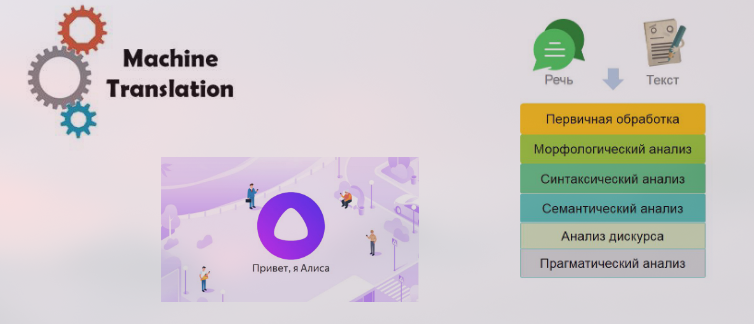 Machine
Translation
Привет, я Алиса
Речь
Текст
Первичная обработка
Морфологический анализ
Синтаксический анализ
Семантический анализ
Анализ дискурса
Прагматический анализ